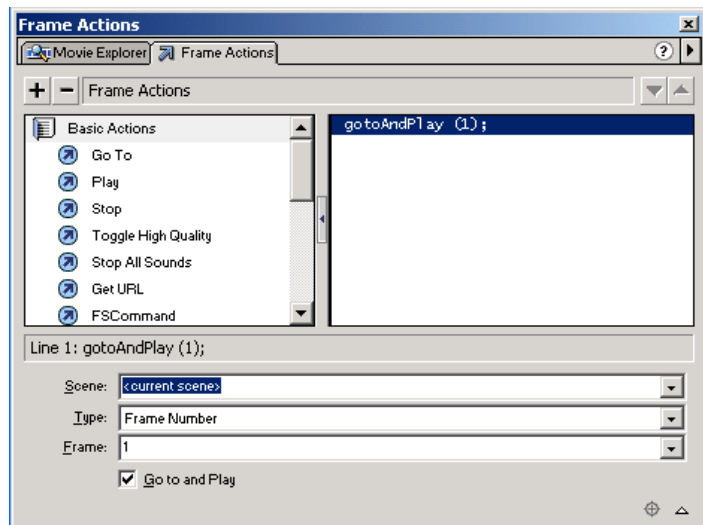 Frame Actions
Movie Explorer Frame Actions ?
+ - Frame Actions
Basic Actions
Go To
Play
Stop
Toggle High Quality
Stop All Sounds
Get URL
FSCommand
gotoAndPlay (1);
Line 1: gotoAndPlay (1);
Scene: <current scene>
Type: Frame Number
Frame: 1
Go to and Play